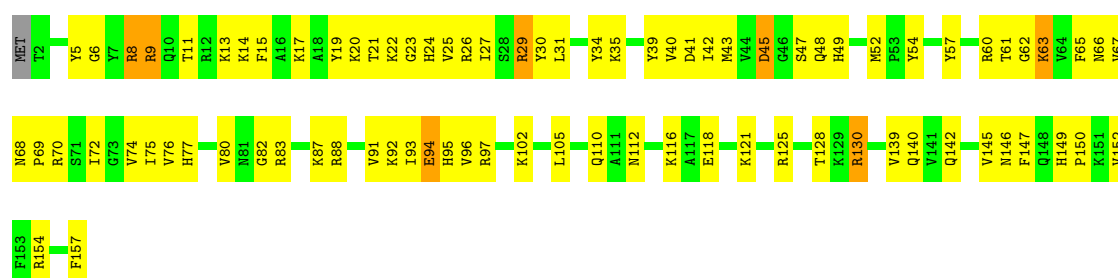 MET T2 Y5 G6 Y7 R8 R9 Q10 T11 R12 K13 K14 F15 A16 K17 A18 Y19 K20 T21 K22 G23 H24 V25 R26 I27 S28 R29 Y30 L31 Y34 K35 Y39 V40 D41 I42 M43 V44 D45 G46 S47 Q48 H49 M52 P53 Y54 Y57 R60 T61 G62 K63 V64 F65 N66 V67
N68 P69 R70 S71 I72 G73 V74 I75 V76 H77 V80 N81 G82 R83 K87 R88 V91 K92 I93 E94 H95 V96 R97 K102 L105 Q110 A111 N112 K116 A117 E118 K121 R125 T128 K129 R130 V139 Q140 V141 Q142 V145 N146 F147 Q148 H149 P150 K151 V152
F153 R154 F157